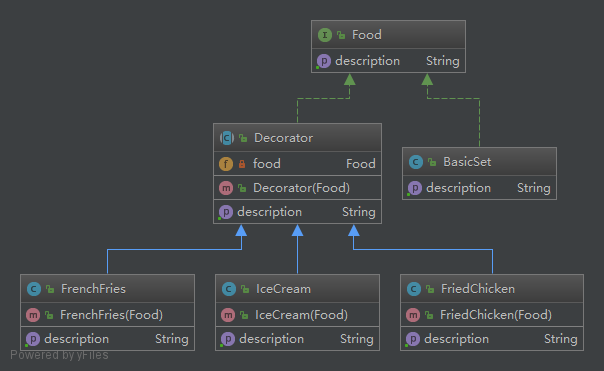 Food
description String
Decorator
food Food
Decorator(Food)
description String
BasicSet
description String
FrenchFries
FrenchFries(Food)
description String
IceCream
IceCream(Food)
description String
FriedChicken
FriedChicken(Food)
description String
Powered by yFiles